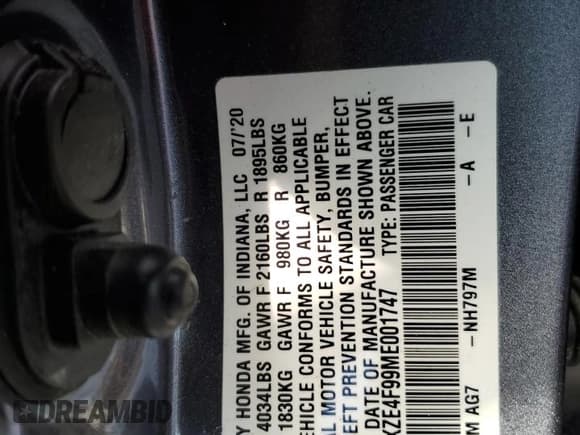 Y HONDA MFG. OF INDIANA, LLC 07/'20
4034LBS GAWR F 2160LBS R 1895LBS
1830KG GAWR F 980KG R 860KG
VEHICLE CONFORMS TO ALL APPLICABLE
AL MOTOR VEHICLE SAFETY, BUMPER,
EFT PREVENTION STANDARDS IN EFFECT
DATE OF MANUFACTURE SHOWN ABOVE.
XZE4F99ME001747 TYPE: PASSENGER CAR
M AG7 -NH797M -A -E
DREAMBID